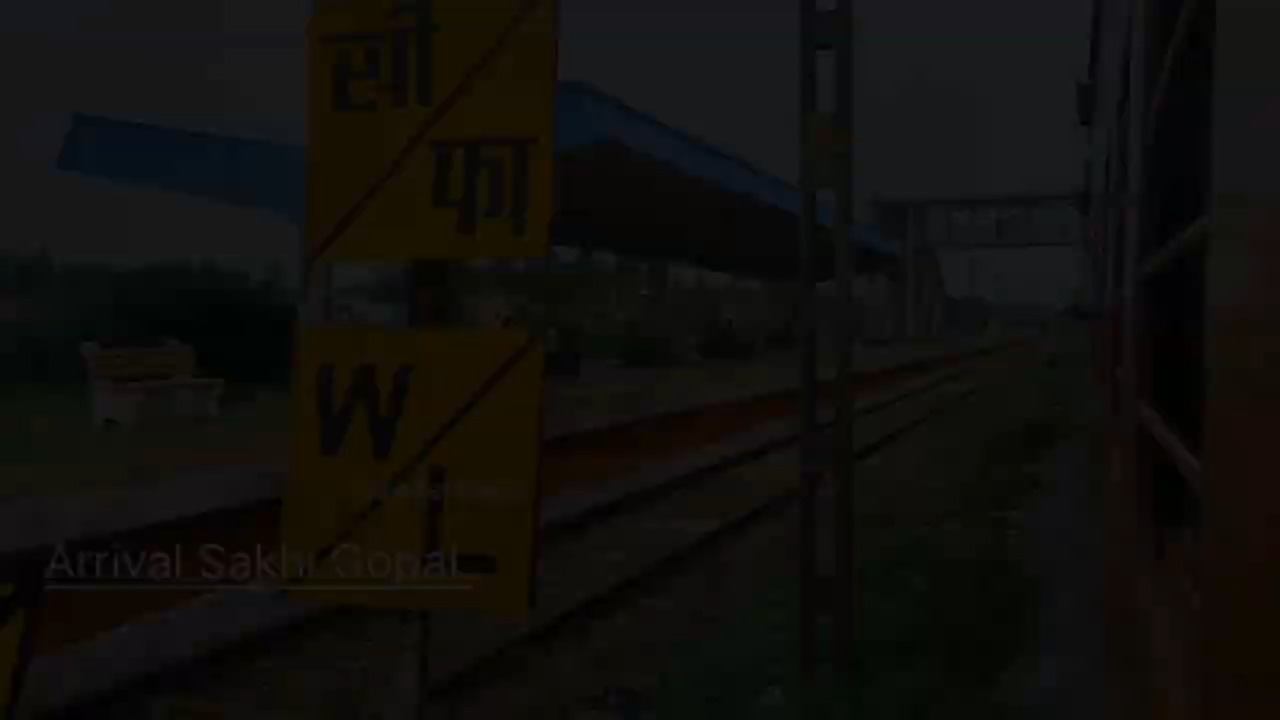 सी
फा
W
L
Arrival Sakhi Gopal